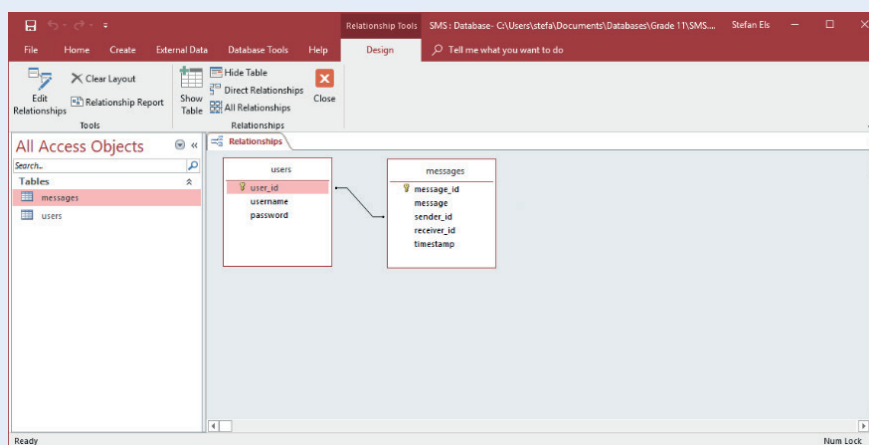 Relationship Tools
SMS : Database- C:\Users\stefa\Documents\Databases\Grade 11\SMS....
Stefan Els
File Home Create External Data Database Tools Help Design Tell me what you want to do
Edit Relationships
Clear Layout
Relationship Report
Tools
Show Table
Hide Table
Direct Relationships
All Relationships
Relationships
Close
All Access Objects
Search..
Tables
messages
users
Relationships
users
user_id
username
password
messages
message_id
message
sender_id
receiver_id
timestamp
Ready
Num Lock